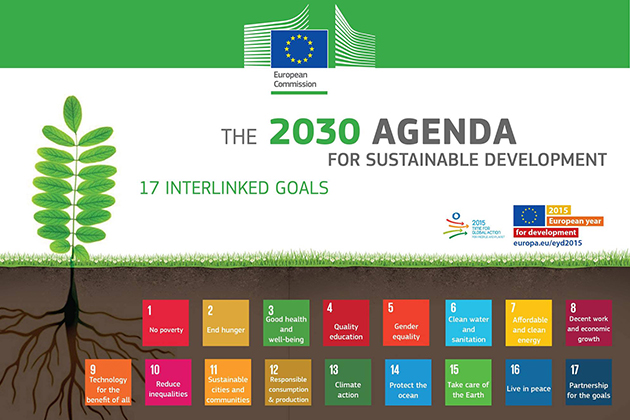 European
Commission
THE 2030 AGENDA
FOR SUSTAINABLE DEVELOPMENT
17 INTERLINKED GOALS
2015
TIME FOR
GLOBAL ACTION
FOR PEOPLE AND PLANET
2015
European year
for development
europa.eu/eyd2015
1
No poverty
2
End hunger
3
Good health
and
well-being
4
Quality
education
5
Gender
equality
6
Clean water
and
sanitation
7
Affordable
and clean
energy
8
Decent work
and economic
growth
9
Technology
for the
benefit of all
10
Reduce
inequalities
11
Sustainable
cities and
communities
12
Responsible
consumption
& production
13
Climate
action
14
Protect the
ocean
15
Take care of
the Earth
16
Live in peace
17
Partnership
for the goals